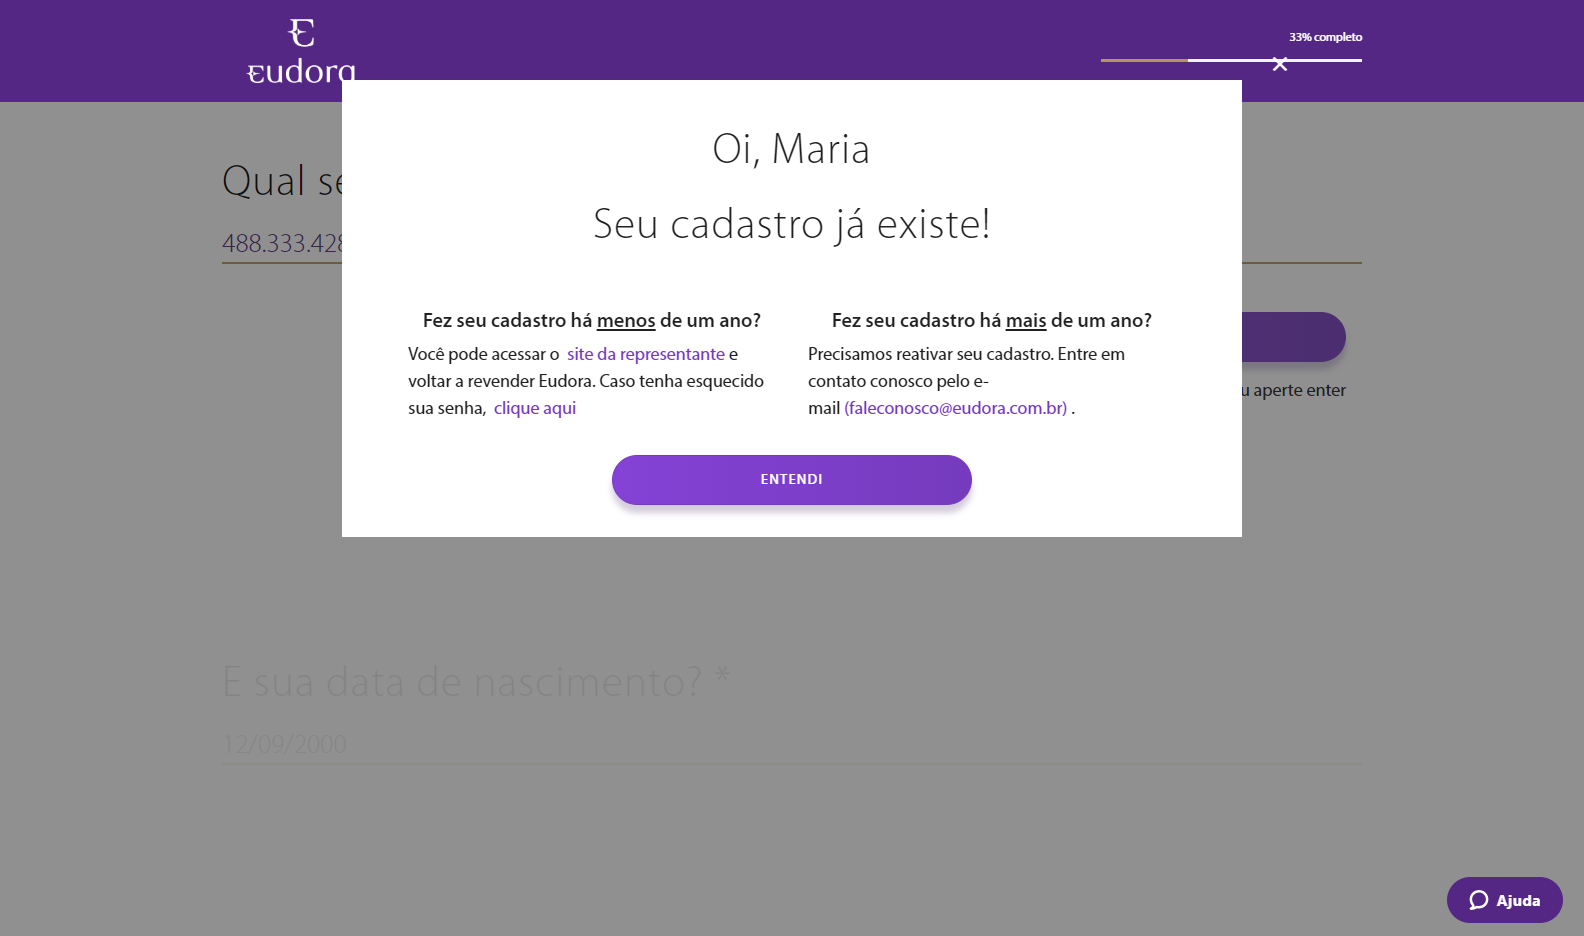 eudora
33% completo
Qual se
488.333.428
Oi, Maria
Seu cadastro já existe!
Fez seu cadastro há menos de um ano?
Você pode acessar o site da representante e
voltar a revender Eudora. Caso tenha esquecido
sua senha, clique aqui
Fez seu cadastro há mais de um ano?
Precisamos reativar seu cadastro. Entre em
contato conosco pelo e-
mail (faleconosco@eudora.com.br) .
u aperte enter
ENTENDI
E sua data de nascimento? *
12/09/2000
Ajuda